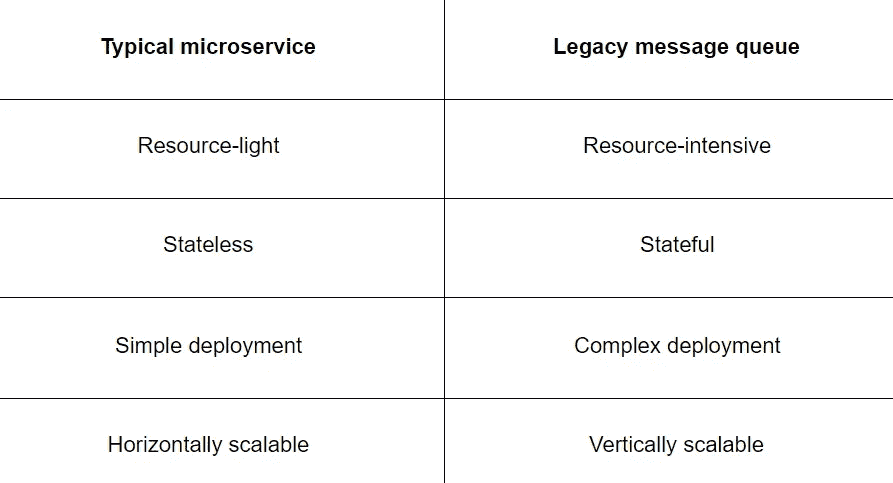 Typical microservice
Legacy message queue
Resource-light
Resource-intensive
Stateless
Stateful
Simple deployment
Complex deployment
Horizontally scalable
Vertically scalable